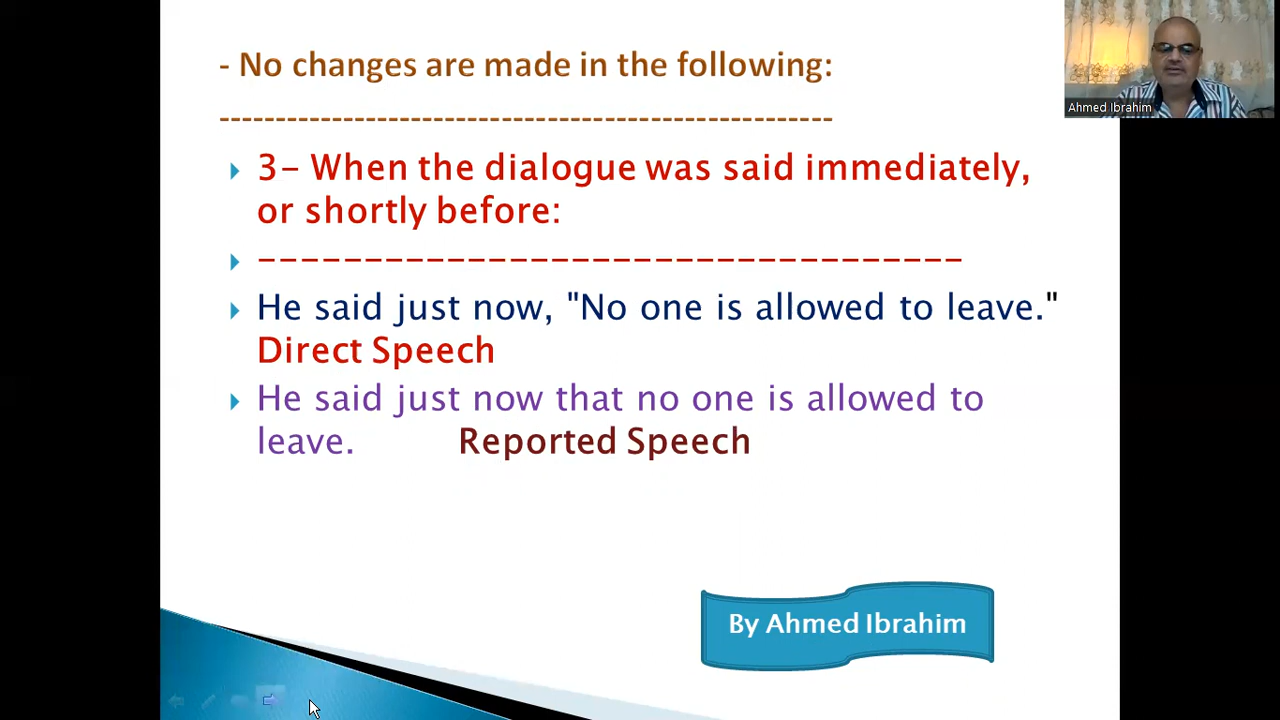 - No changes are made in the following:
------------------------------------------------------
Ahmed Ibrahim
3- When the dialogue was said immediately,
or shortly before:
-----------------------------------
He said just now, "No one is allowed to leave."
Direct Speech
He said just now that no one is allowed to
leave. Reported Speech
By Ahmed Ibrahim